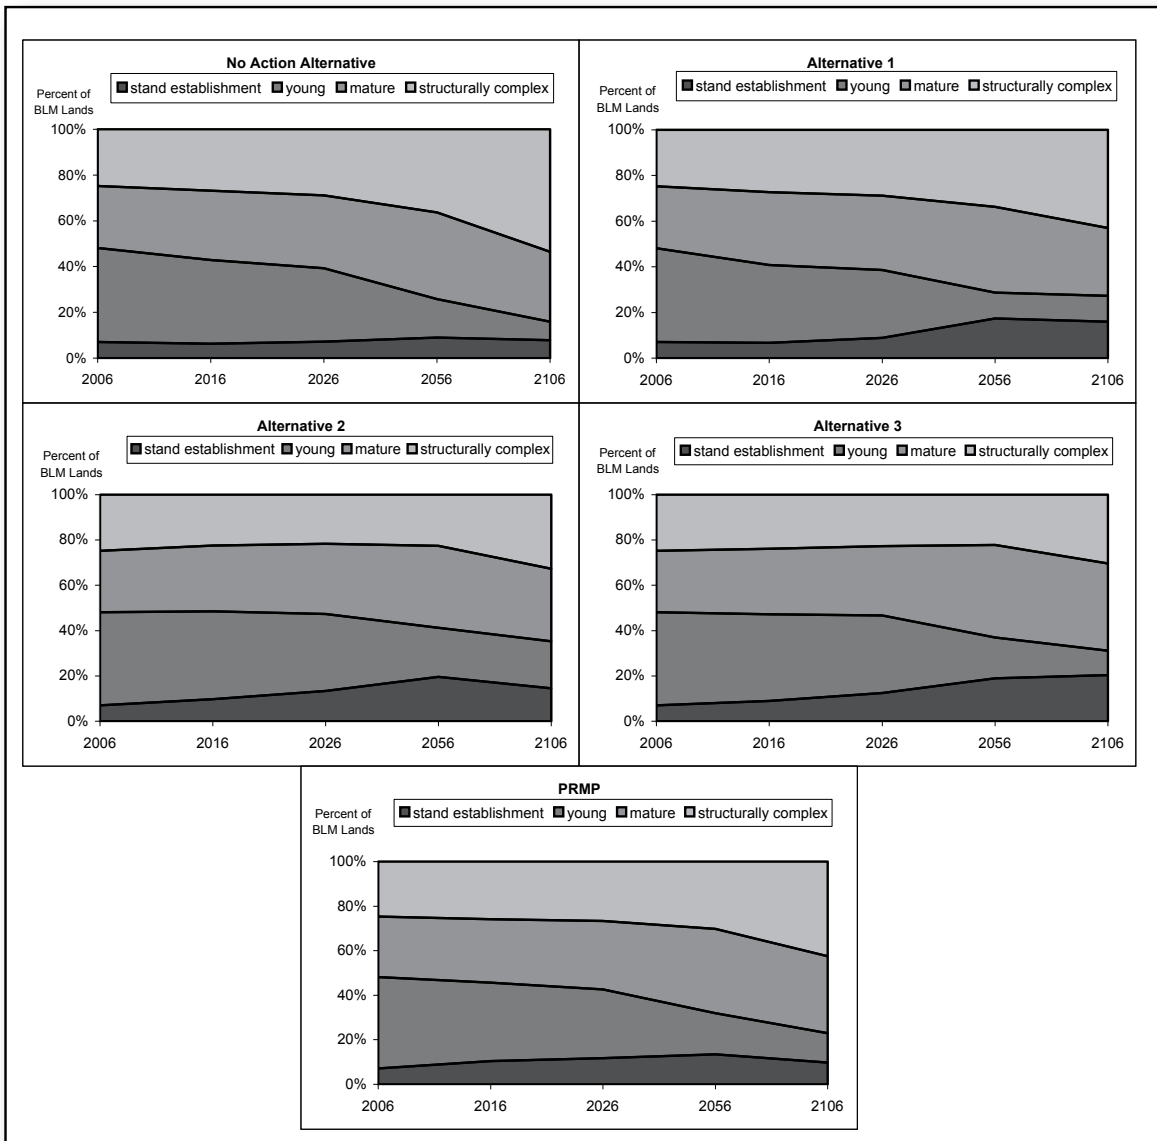 No Action Alternative
Percent of
BLM Lands
stand establishment young mature structurally complex
100%
80%
60%
40%
20%
0%
2006 2016 2026 2056 2106
Alternative 1
Percent of
BLM Lands
stand establishment young mature structurally complex
100%
80%
60%
40%
20%
0%
2006 2016 2026 2056 2106
Alternative 2
Percent of
BLM Lands
stand establishment young mature structurally complex
100%
80%
60%
40%
20%
0%
2006 2016 2026 2056 2106
Alternative 3
Percent of
BLM Lands
stand establishment young mature structurally complex
100%
80%
60%
40%
20%
0%
2006 2016 2026 2056 2106
PRMP
Percent of
BLM Lands
stand establishment young mature structurally complex
100%
80%
60%
40%
20%
0%
2006 2016 2026 2056 2106